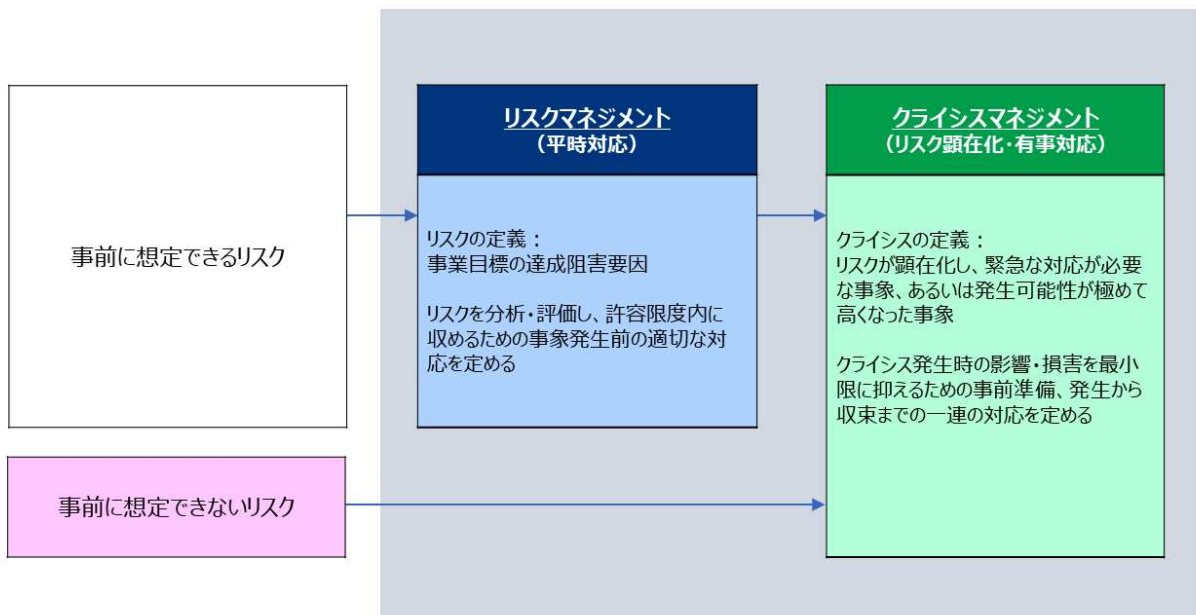 事前に想定できるリスク
リスクマネジメント
（平時対応）
リスクの定義：
事業目標の達成阻害要因
リスクを分析・評価し、許容限度内に
収めるための事象発生前の適切な対
応を定める
クライシスマネジメント
（リスク顕在化・有事対応）
クライシスの定義：
リスクが顕在化し、緊急な対応が必要
な事象、あるいは発生可能性が極めて
高くなった事象
クライシス発生時の影響・損害を最小
限に抑えるための事前準備、発生から
収束までの一連の対応を定める
事前に想定できないリスク